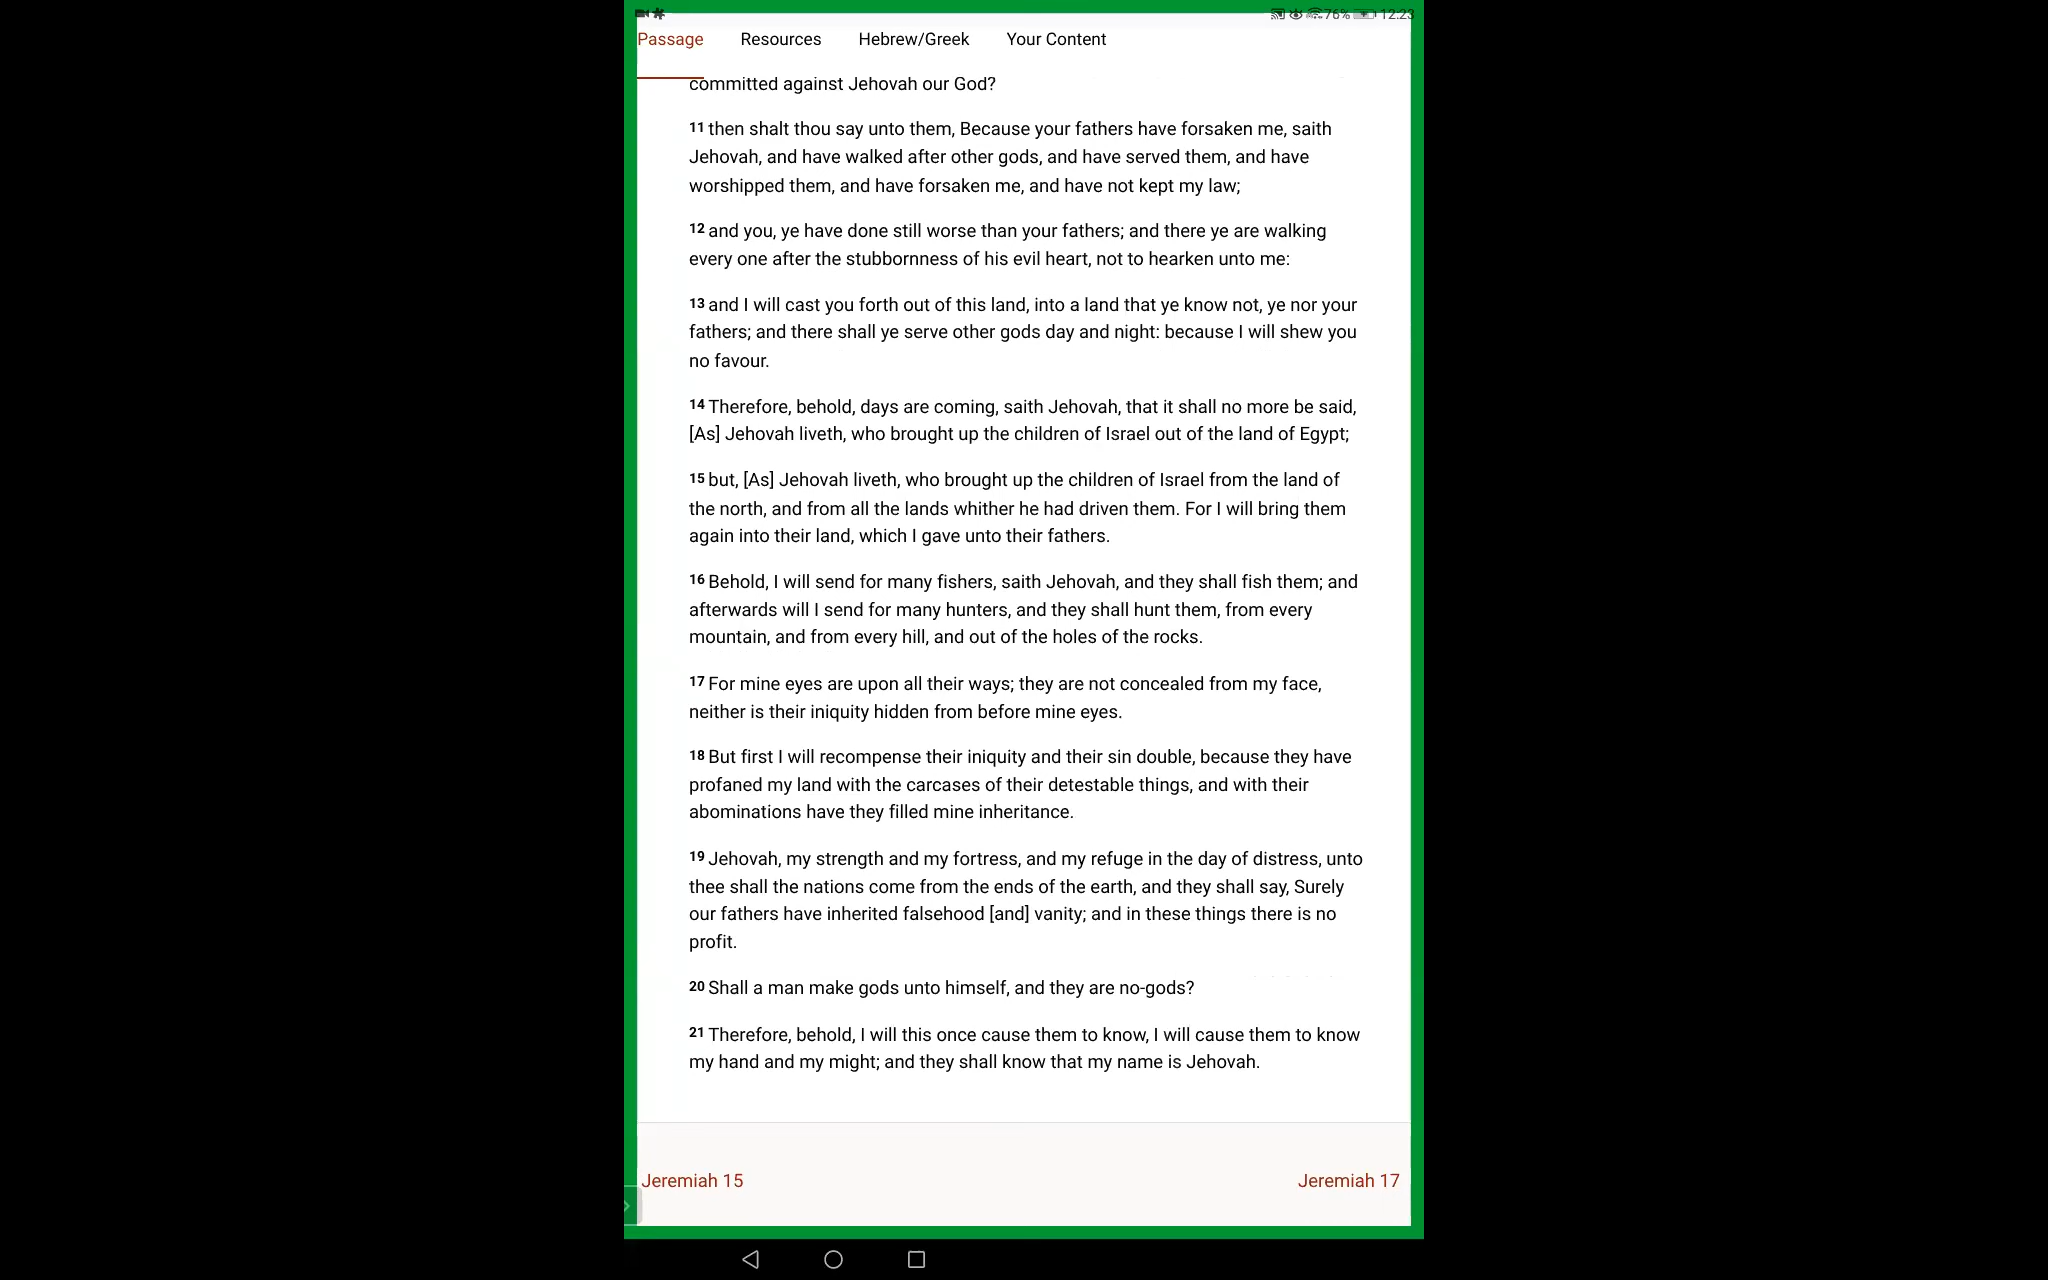 76% 12:23
Passage Resources Hebrew/Greek Your Content
committed against Jehovah our God?
11 then shalt thou say unto them, Because your fathers have forsaken me, saith
Jehovah, and have walked after other gods, and have served them, and have
worshipped them, and have forsaken me, and have not kept my law;
12 and you, ye have done still worse than your fathers; and there ye are walking
every one after the stubbornness of his evil heart, not to hearken unto me:
13 and I will cast you forth out of this land, into a land that ye know not, ye nor your
fathers; and there shall ye serve other gods day and night: because I will shew you
no favour.
14 Therefore, behold, days are coming, saith Jehovah, that it shall no more be said,
[As] Jehovah liveth, who brought up the children of Israel out of the land of Egypt;
15 but, [As] Jehovah liveth, who brought up the children of Israel from the land of
the north, and from all the lands whither he had driven them. For I will bring them
again into their land, which I gave unto their fathers.
16 Behold, I will send for many fishers, saith Jehovah, and they shall fish them; and
afterwards will I send for many hunters, and they shall hunt them, from every
mountain, and from every hill, and out of the holes of the rocks.
17 For mine eyes are upon all their ways; they are not concealed from my face,
neither is their iniquity hidden from before mine eyes.
18 But first I will recompense their iniquity and their sin double, because they have
profaned my land with the carcases of their detestable things, and with their
abominations have they filled mine inheritance.
19 Jehovah, my strength and my fortress, and my refuge in the day of distress, unto
thee shall the nations come from the ends of the earth, and they shall say, Surely
our fathers have inherited falsehood [and] vanity; and in these things there is no
profit.
20 Shall a man make gods unto himself, and they are no-gods?
21 Therefore, behold, I will this once cause them to know, I will cause them to know
my hand and my might; and they shall know that my name is Jehovah.
Jeremiah 15 Jeremiah 17